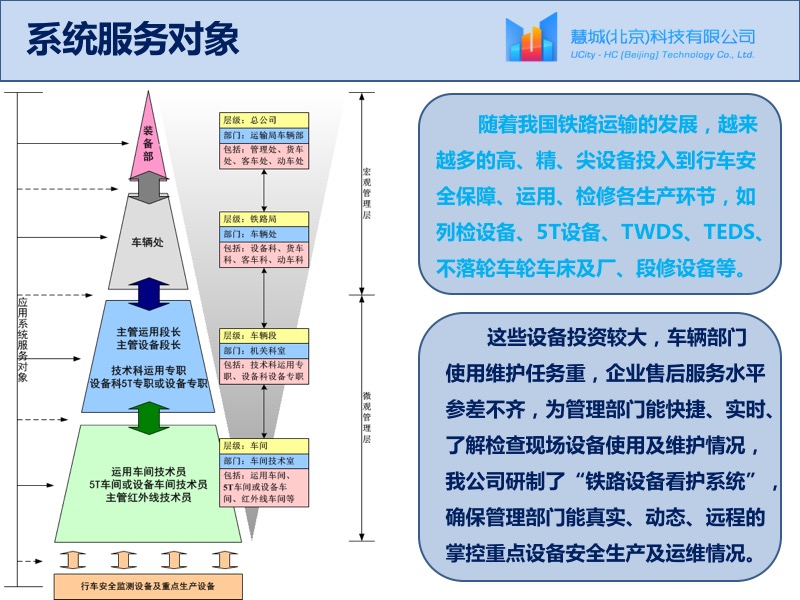 系统服务对象
慧城(北京)科技有限公司
UCity - HC (Beijing) Technology Co., Ltd.
应用系统服务对象
装备部
车辆处
主管运用段长
主管设备段长
技术科运用专职
设备科5T专职或设备专职
运用车间技术员
5T车间或设备车间技术员
主管红外线技术员
行车安全监测设备及重点生产设备
层级：总公司
部门：运输局车辆部
包括：管理处、货车
处、客车处、动车处
层级：铁路局
部门：车辆处
包括：设备科、货车
科、客车科、动车科
层级：车辆段
部门：机关科室
包括：技术科运用专
职、设备科设备专职
层级：车间
部门：车间技术室
包括：运用车间、
5T车间或设备车
间、红外线车间等
宏观管理层
微观管理层
随着我国铁路运输的发展，越来
越多的高、精、尖设备投入到行车安
全保障、运用、检修各生产环节，如
列检设备、5T设备、TWDS、TEDS、
不落轮车轮车床及厂、段修设备等。
这些设备投资较大，车辆部门
使用维护任务重，企业售后服务水平
参差不齐，为管理部门能快捷、实时、
了解检查现场设备使用及维护情况，
我公司研制了“铁路设备看护系统”，
确保管理部门能真实、动态、远程的
掌控重点设备安全生产及运维情况。